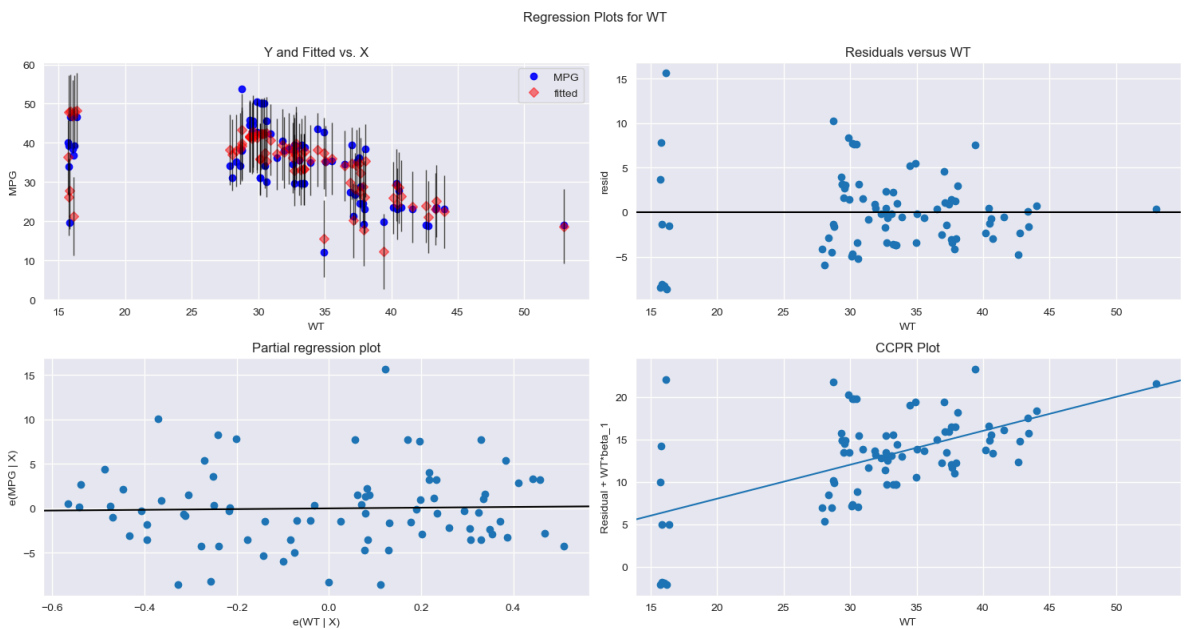 Regression Plots for WT
Y and Fitted vs. X
60
50
40
30
20
10
0
MPG
MPG
fitted
15 20 25 30 35 40 45 50
WT
Residuals versus WT
15
10
5
0
−5
resid
15 20 25 30 35 40 45 50
WT
Partial regression plot
15
10
5
0
−5
e(MPG | X)
−0.6 −0.4 −0.2 0.0 0.2 0.4
e(WT | X)
CCPR Plot
20
15
10
5
0
Residual + WT*beta_1
15 20 25 30 35 40 45 50
WT